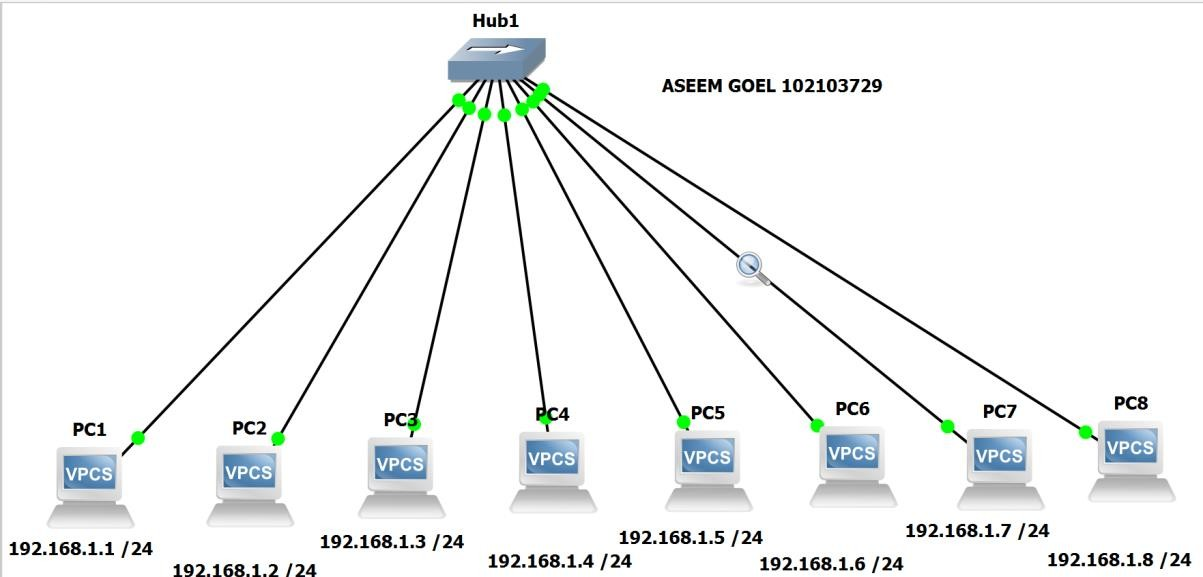 Hub1
ASEEM GOEL 102103729
PC1
PC2
PC3
PC4
PC5
PC6
PC7
PC8
VPCS
VPCS
VPCS
VPCS
VPCS
VPCS
VPCS
VPCS
192.168.1.1 /24
192.168.1.2 /24
192.168.1.3 /24
192.168.1.4 /24
192.168.1.5 /24
192.168.1.6 /24
192.168.1.7 /24
192.168.1.8 /24